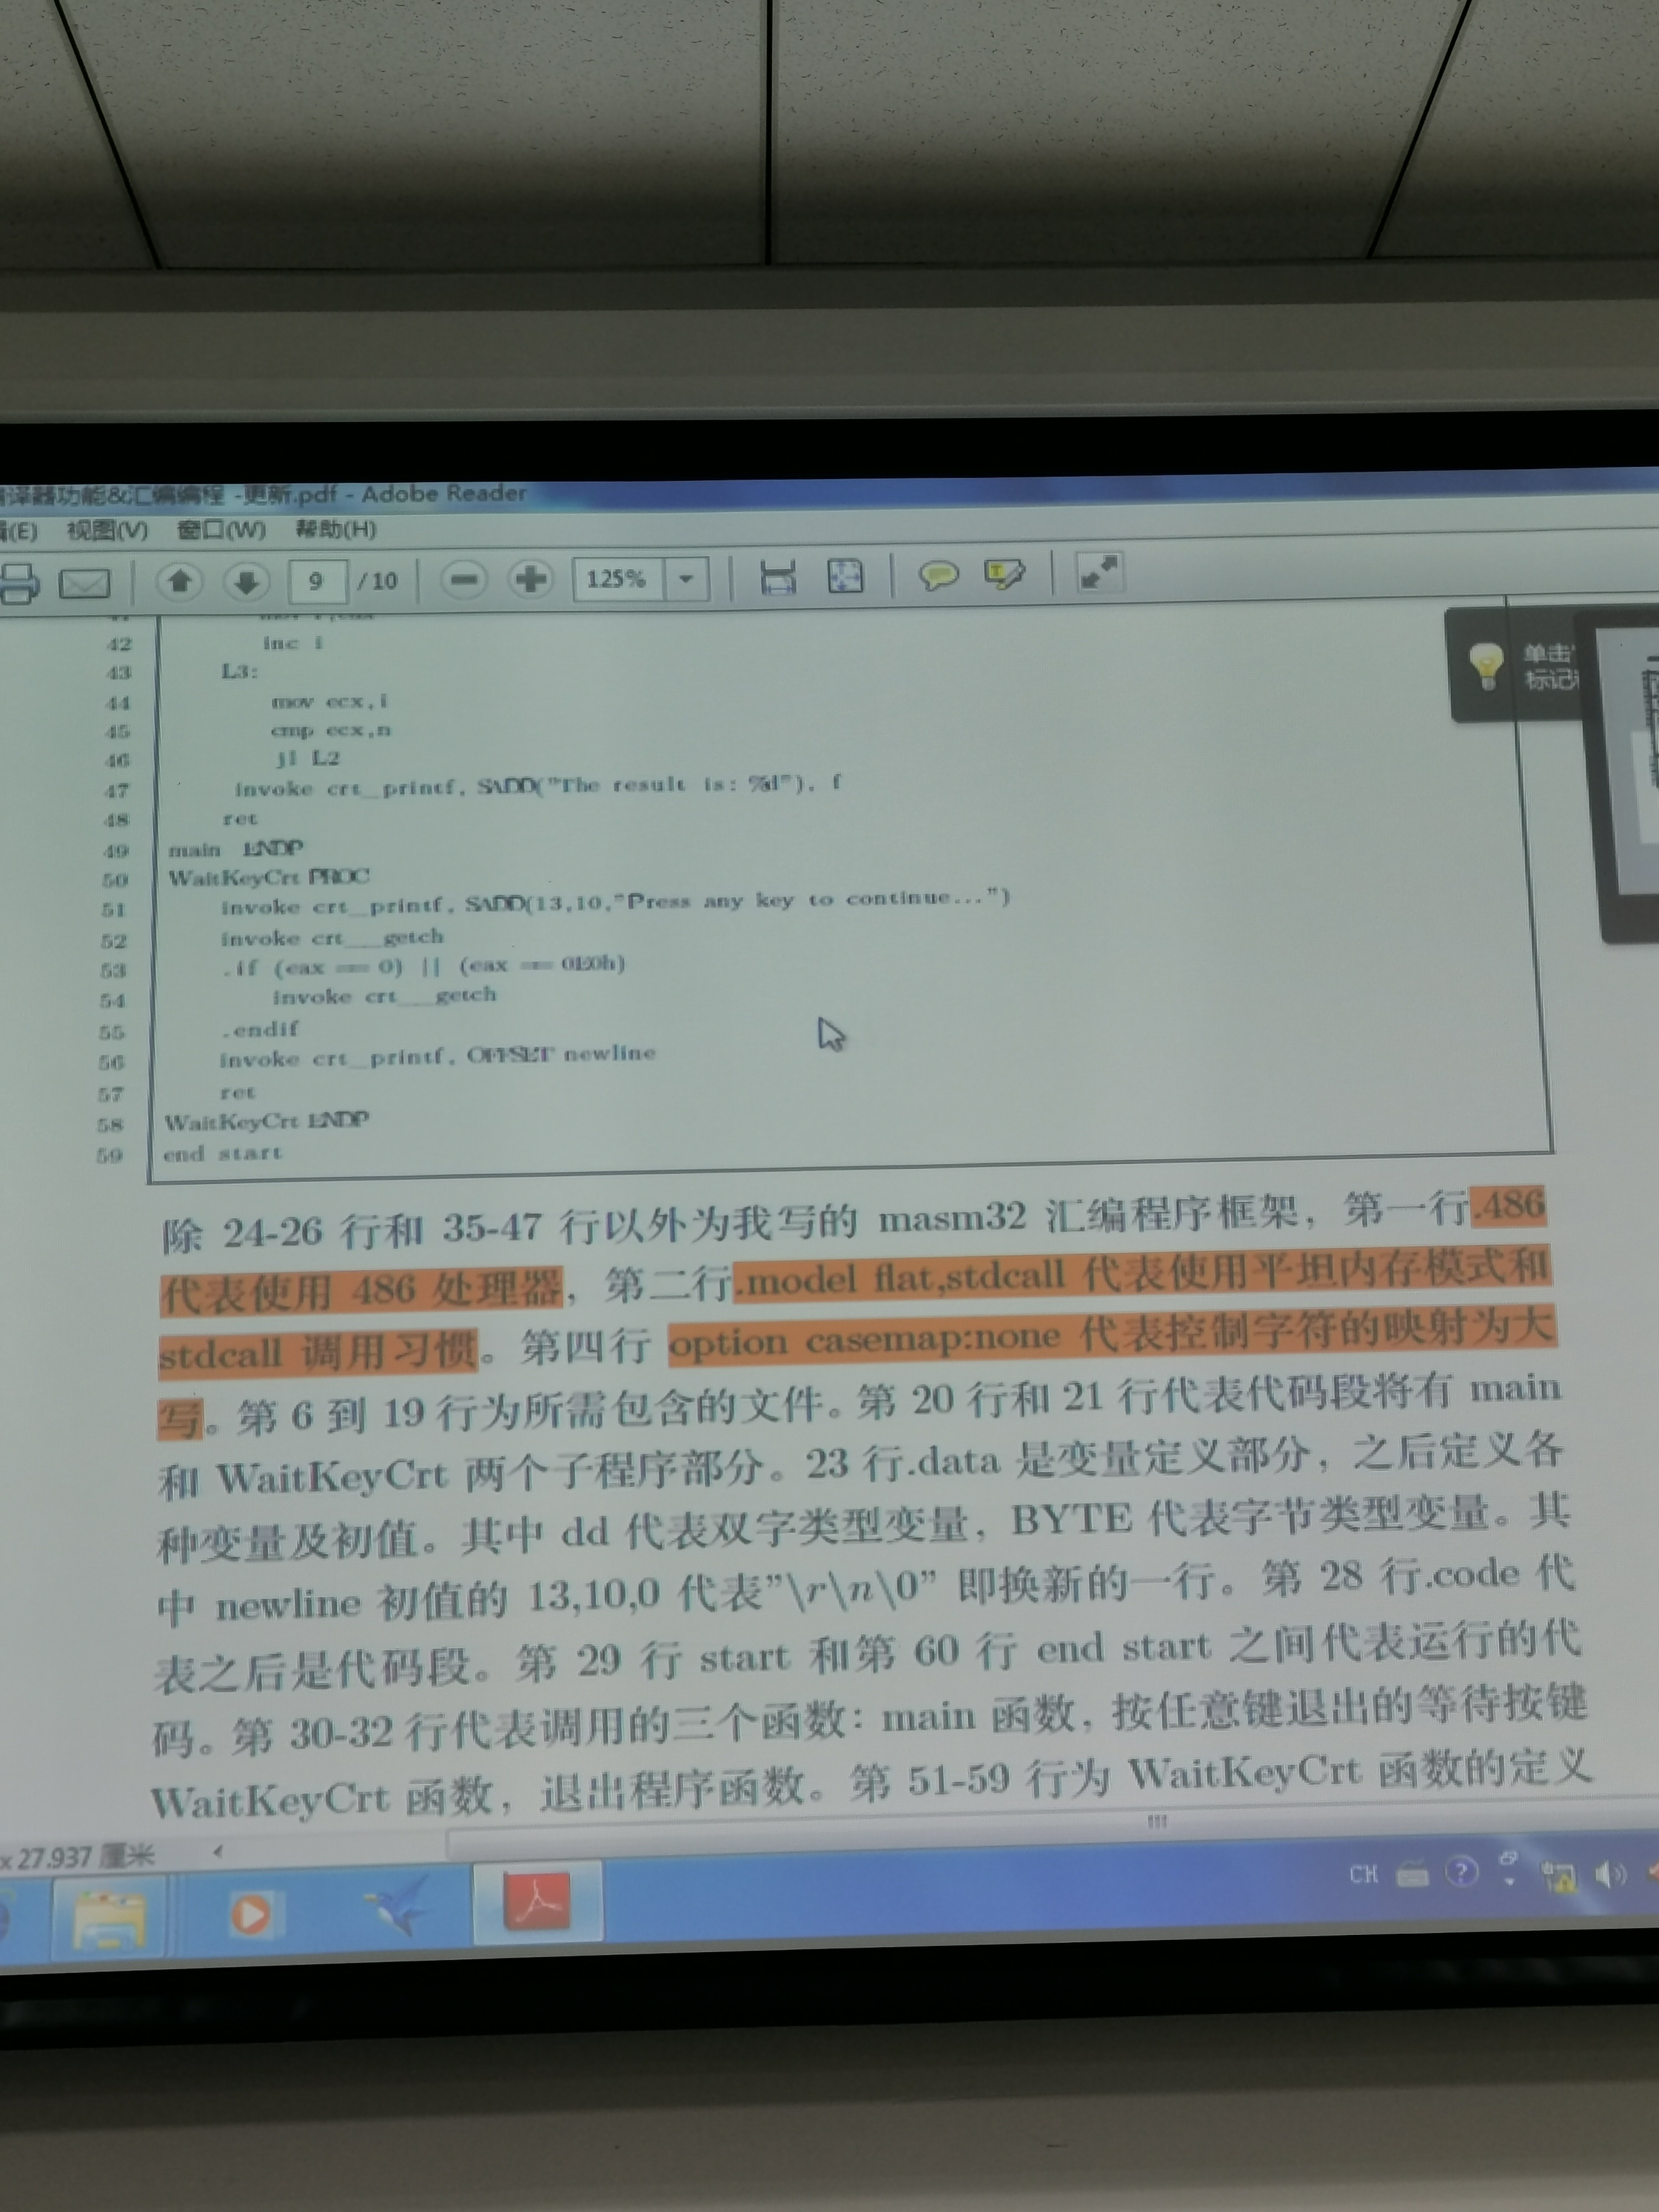 译器功能&汇编编程 -更新.pdf - Adobe Reader
(E) 视图(V) 窗口(W) 帮助(H)
9 / 10 125%
42 inc i
43 L3:
44 mov ecx,i
45 cmp ecx,n
46 jl L2
47 invoke crt_printf, SADD("The result is: %d"), f
48 ret
49 main ENDP
50 WaitKeyCrt PROC
51 invoke crt_printf, SADD(13,10,"Press any key to continue...")
52 invoke crt__getch
53 .if (eax == 0) || (eax == 0E0h)
54 invoke crt__getch
55 .endif
56 invoke crt_printf, OFFSET newline
57 ret
58 WaitKeyCrt ENDP
59 end start
单击
标记
除 24-26 行和 35-47 行以外为我写的 masm32 汇编程序框架，第一行.486
代表使用 486 处理器，第二行.model flat,stdcall 代表使用平坦内存模式和
stdcall 调用习惯。第四行 option casemap:none 代表控制字符的映射为大
写。第 6 到 19 行为所需包含的文件。第 20 行和 21 行代表代码段将有 main
和 WaitKeyCrt 两个子程序部分。23 行.data 是变量定义部分，之后定义各
种变量及初值。其中 dd 代表双字类型变量，BYTE 代表字节类型变量。其
中 newline 初值的 13,10,0 代表”\r\n\0” 即换新的一行。第 28 行.code 代
表之后是代码段。第 29 行 start 和第 60 行 end start 之间代表运行的代
码。第 30-32 行代表调用的三个函数：main 函数，按任意键退出的等待按键
WaitKeyCrt 函数，退出程序函数。第 51-59 行为 WaitKeyCrt 函数的定义
x 27.937 厘米
CH